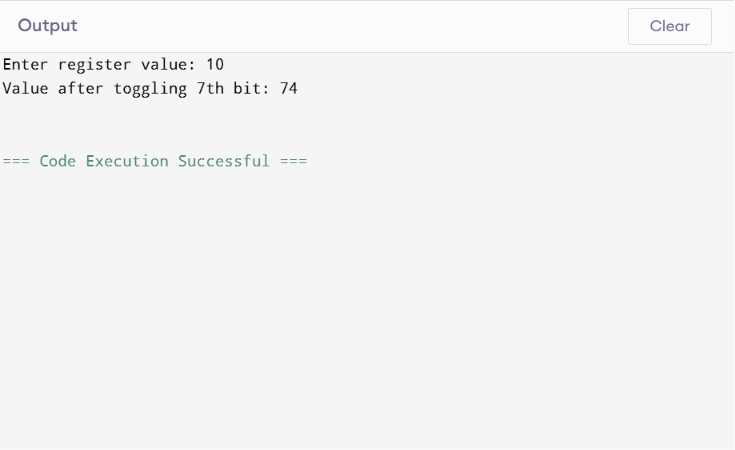 Output
Clear
Enter register value: 10
Value after toggling 7th bit: 74
=== Code Execution Successful ===